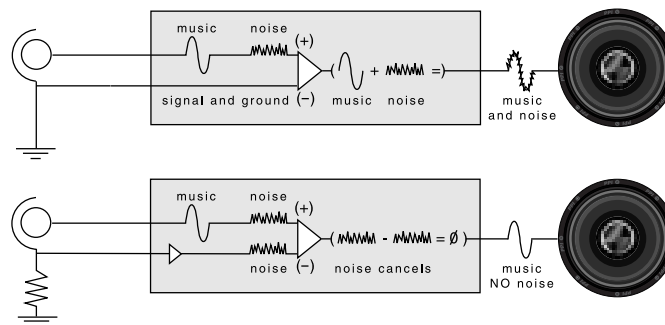 music noise
(+)
( + = )
(−)
signal and ground music noise
music
and noise
music noise
(+)
( - = Ø )
(−)
noise noise cancels
music
NO noise